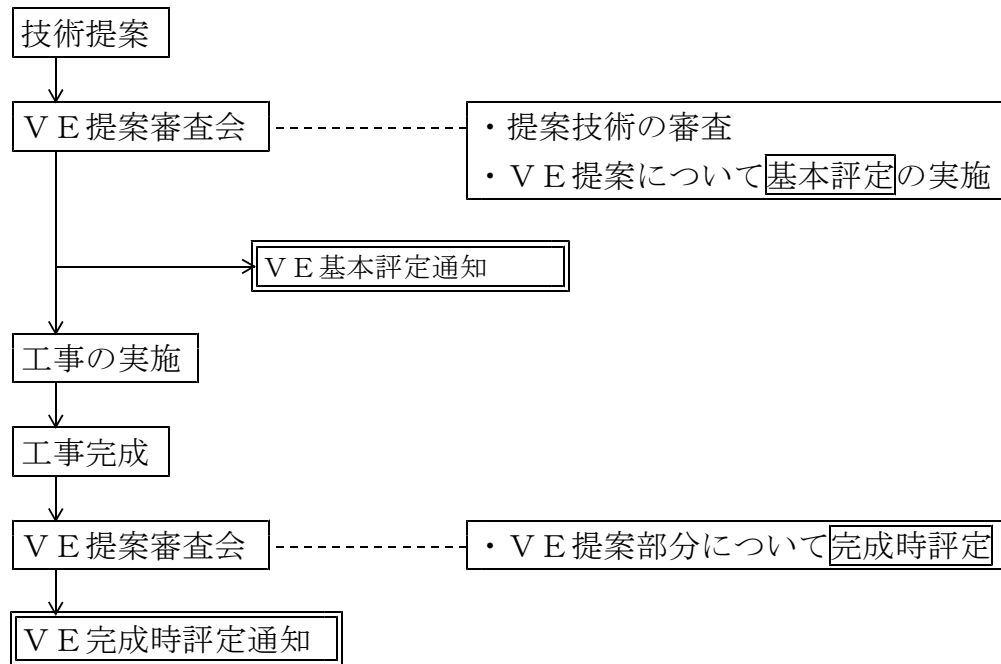 技術提案
ＶＥ提案審査会
・提案技術の審査
・ＶＥ提案について基本評定の実施
ＶＥ基本評定通知
工事の実施
工事完成
ＶＥ提案審査会
・ＶＥ提案部分について完成時評定
ＶＥ完成時評定通知